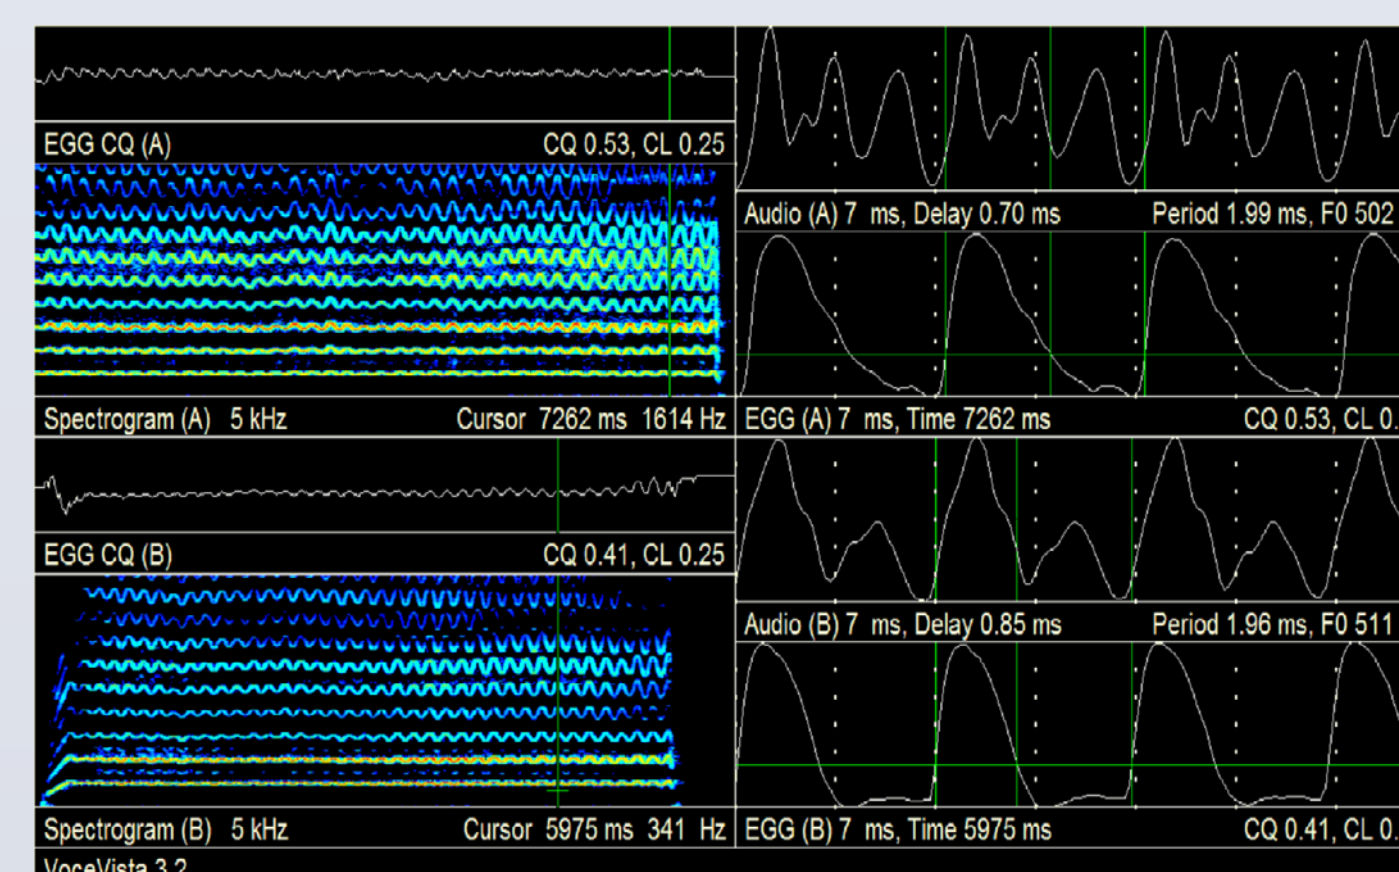 EGG CQ (A) CQ 0.53, CL 0.25
Audio (A) 7 ms, Delay 0.70 ms Period 1.99 ms, F0 502
Spectrogram (A) 5 kHz Cursor 7262 ms 1614 Hz
EGG (A) 7 ms, Time 7262 ms CQ 0.53, CL 0.
EGG CQ (B) CQ 0.41, CL 0.25
Audio (B) 7 ms, Delay 0.85 ms Period 1.96 ms, F0 511
Spectrogram (B) 5 kHz Cursor 5975 ms 341 Hz
EGG (B) 7 ms, Time 5975 ms CQ 0.41, CL 0.
VoceVista 3.2